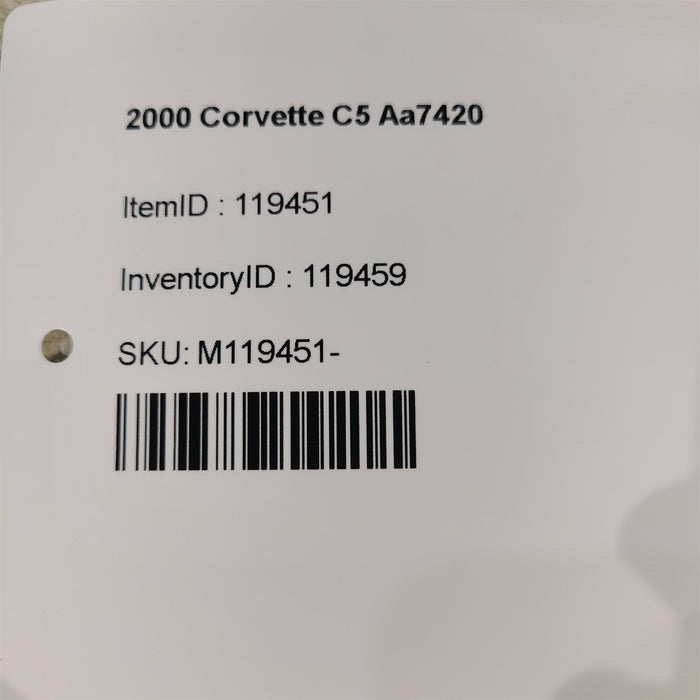 2000 Corvette C5 Aa7420
ItemID : 119451
InventoryID : 119459
SKU: M119451-